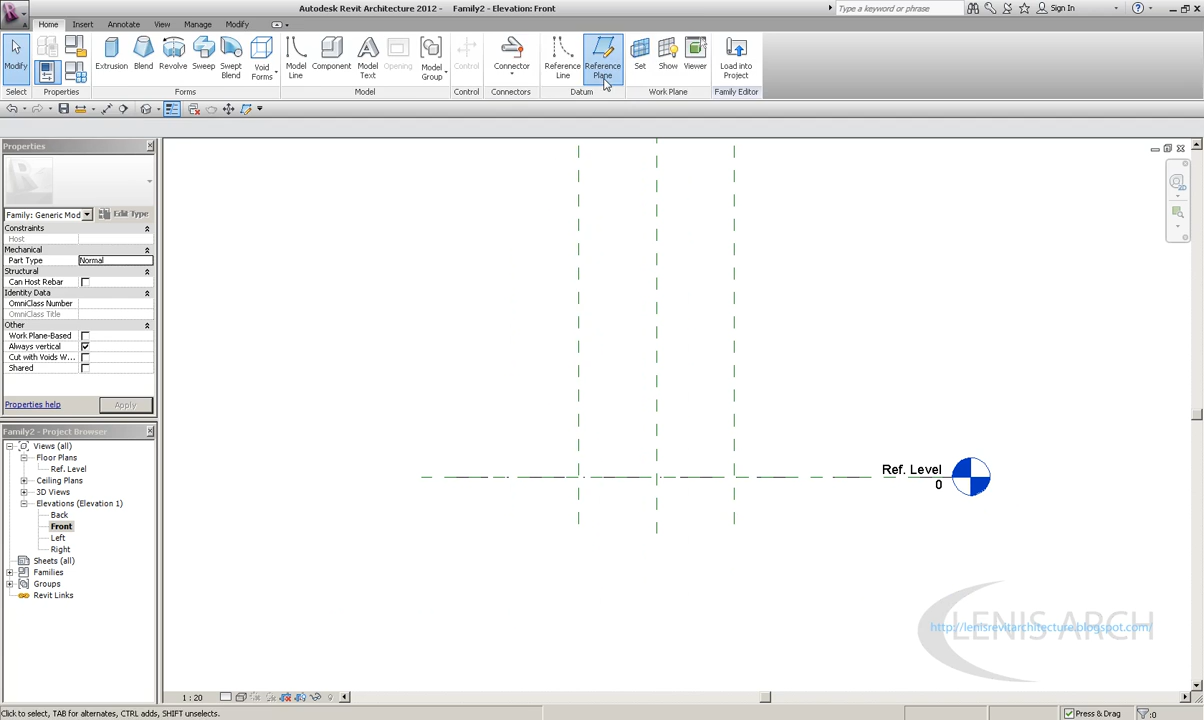 Autodesk Revit Architecture 2012 - Family2 - Elevation: Front
Type a keyword or phrase
Sign In
Home Insert Annotate View Manage Modify
Modify
Extrusion Blend Revolve Sweep Swept Blend Void Forms
Model Line Component Model Text Opening Model Group Control Connector
Reference Line Reference Plane Set Show Viewer Load into Project
Select Properties Forms Model Control Connectors Datum Work Plane Family Editor
Properties
Family: Generic Mod Edit Type
Constraints
Host
Mechanical
Part Type Normal
Structural
Can Host Rebar
Identity Data
OmniClass Number
OmniClass Title
Other
Work Plane-Based
Always vertical
Cut with Voids W...
Shared
Properties help Apply
Family2 - Project Browser
Views (all)
Floor Plans
Ref. Level
Ceiling Plans
3D Views
Elevations (Elevation 1)
Back
Front
Left
Right
Sheets (all)
Families
Groups
Revit Links
Ref. Level
0
LENIS ARCH
http://lenisrevitarchitecture.blogspot.com/
1 : 20
Click to select, TAB for alternates, CTRL adds, SHIFT unselects.
Press & Drag
:0